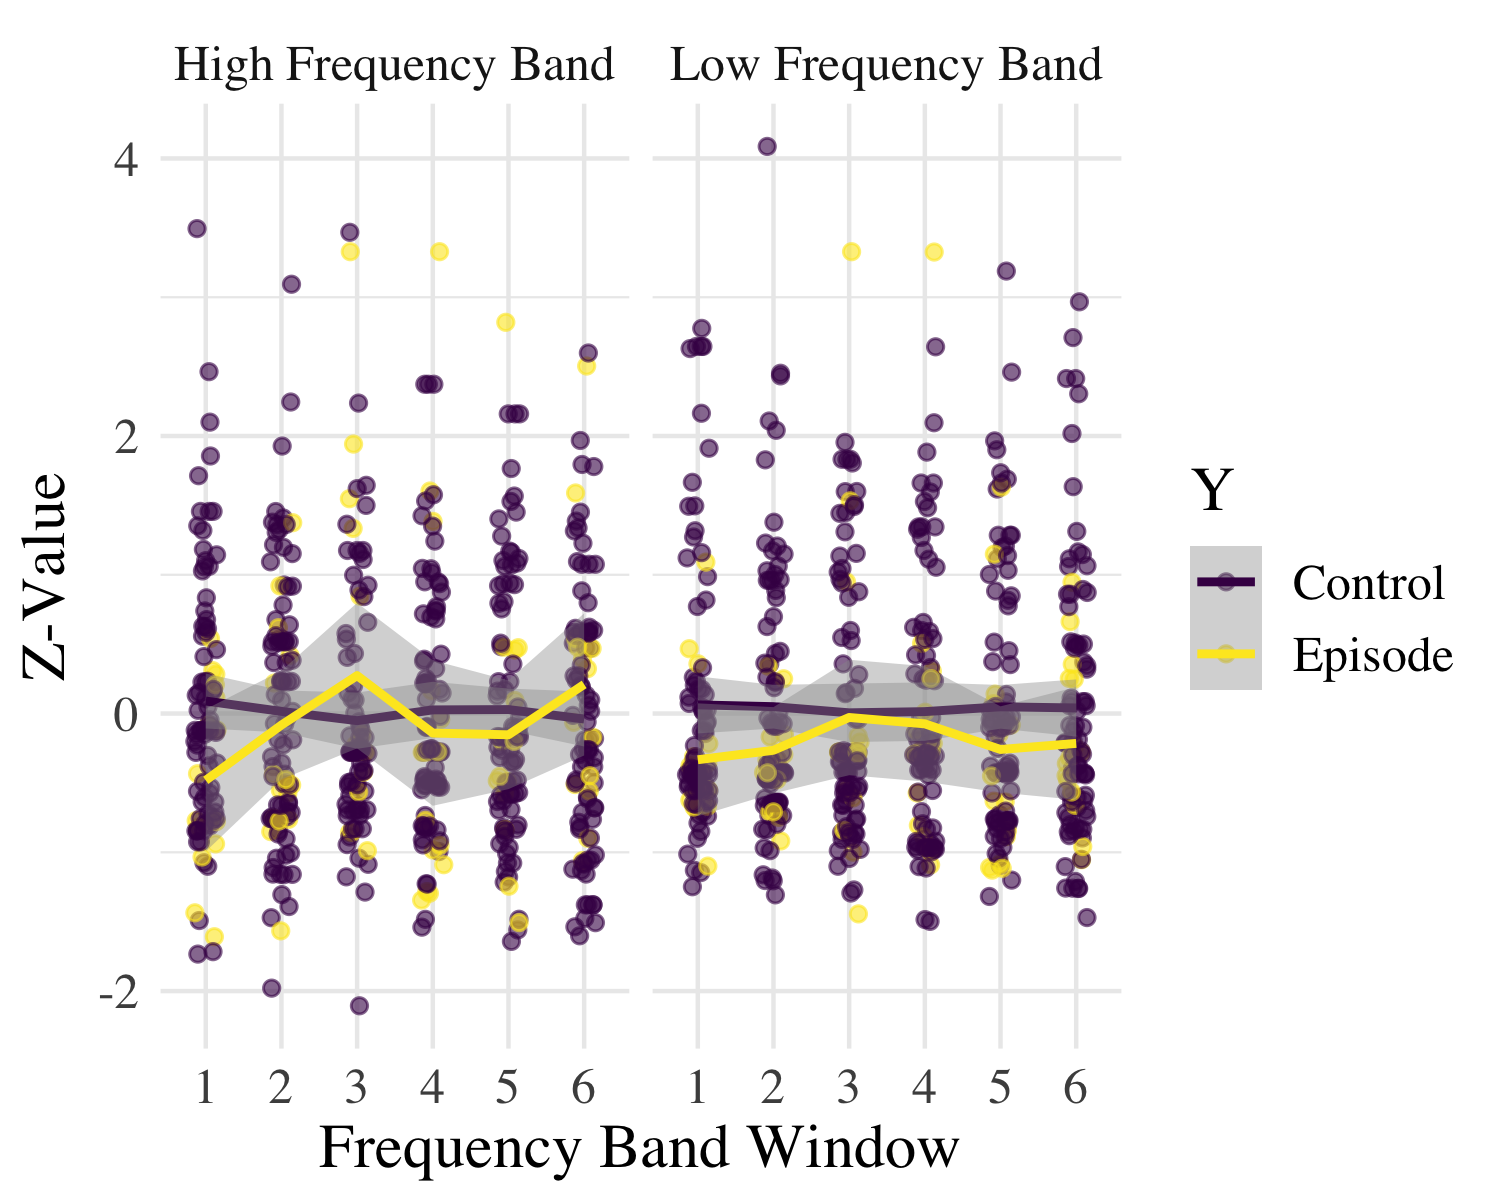 High Frequency Band
Low Frequency Band
4
2
0
-2
Z-Value
1 2 3 4 5 6
1 2 3 4 5 6
Frequency Band Window
Y
Control
Episode